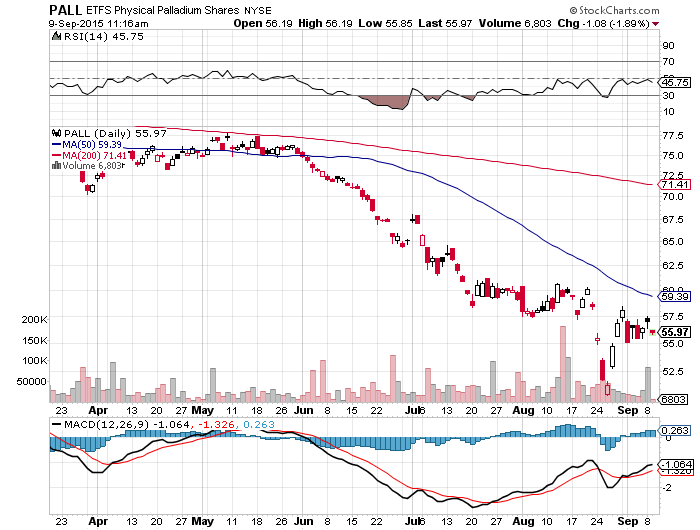 PALL ETFS Physical Palladium Shares NYSE © StockCharts.com
9-Sep-2015 11:16am Open 56.19 High 56.19 Low 55.85 Last 55.97 Volume 6,803 Chg -1.08 (-1.89%)
RSI(14) 45.75
90
70
50
45.75
30
10
PALL (Daily) 55.97
MA(50) 59.39
MA(200) 71.41
Volume 6,803
77.5
75.0
72.5
71.41
70.0
67.5
65.0
62.5
60.0
59.39
57.5
55.97
55.0
52.5
6803
200K
150K
100K
50000
23 Apr 6 13 20 27 May 11 18 26 Jun 8 15 22 Jul 6 13 20 27 Aug 10 17 24 Sep 8
MACD(12,26,9) -1.064, -1.326, 0.263
0.263
-1.064
-1.326
-2
23 Apr 6 13 20 27 May 11 18 26 Jun 8 15 22 Jul 6 13 20 27 Aug 10 17 24 Sep 8